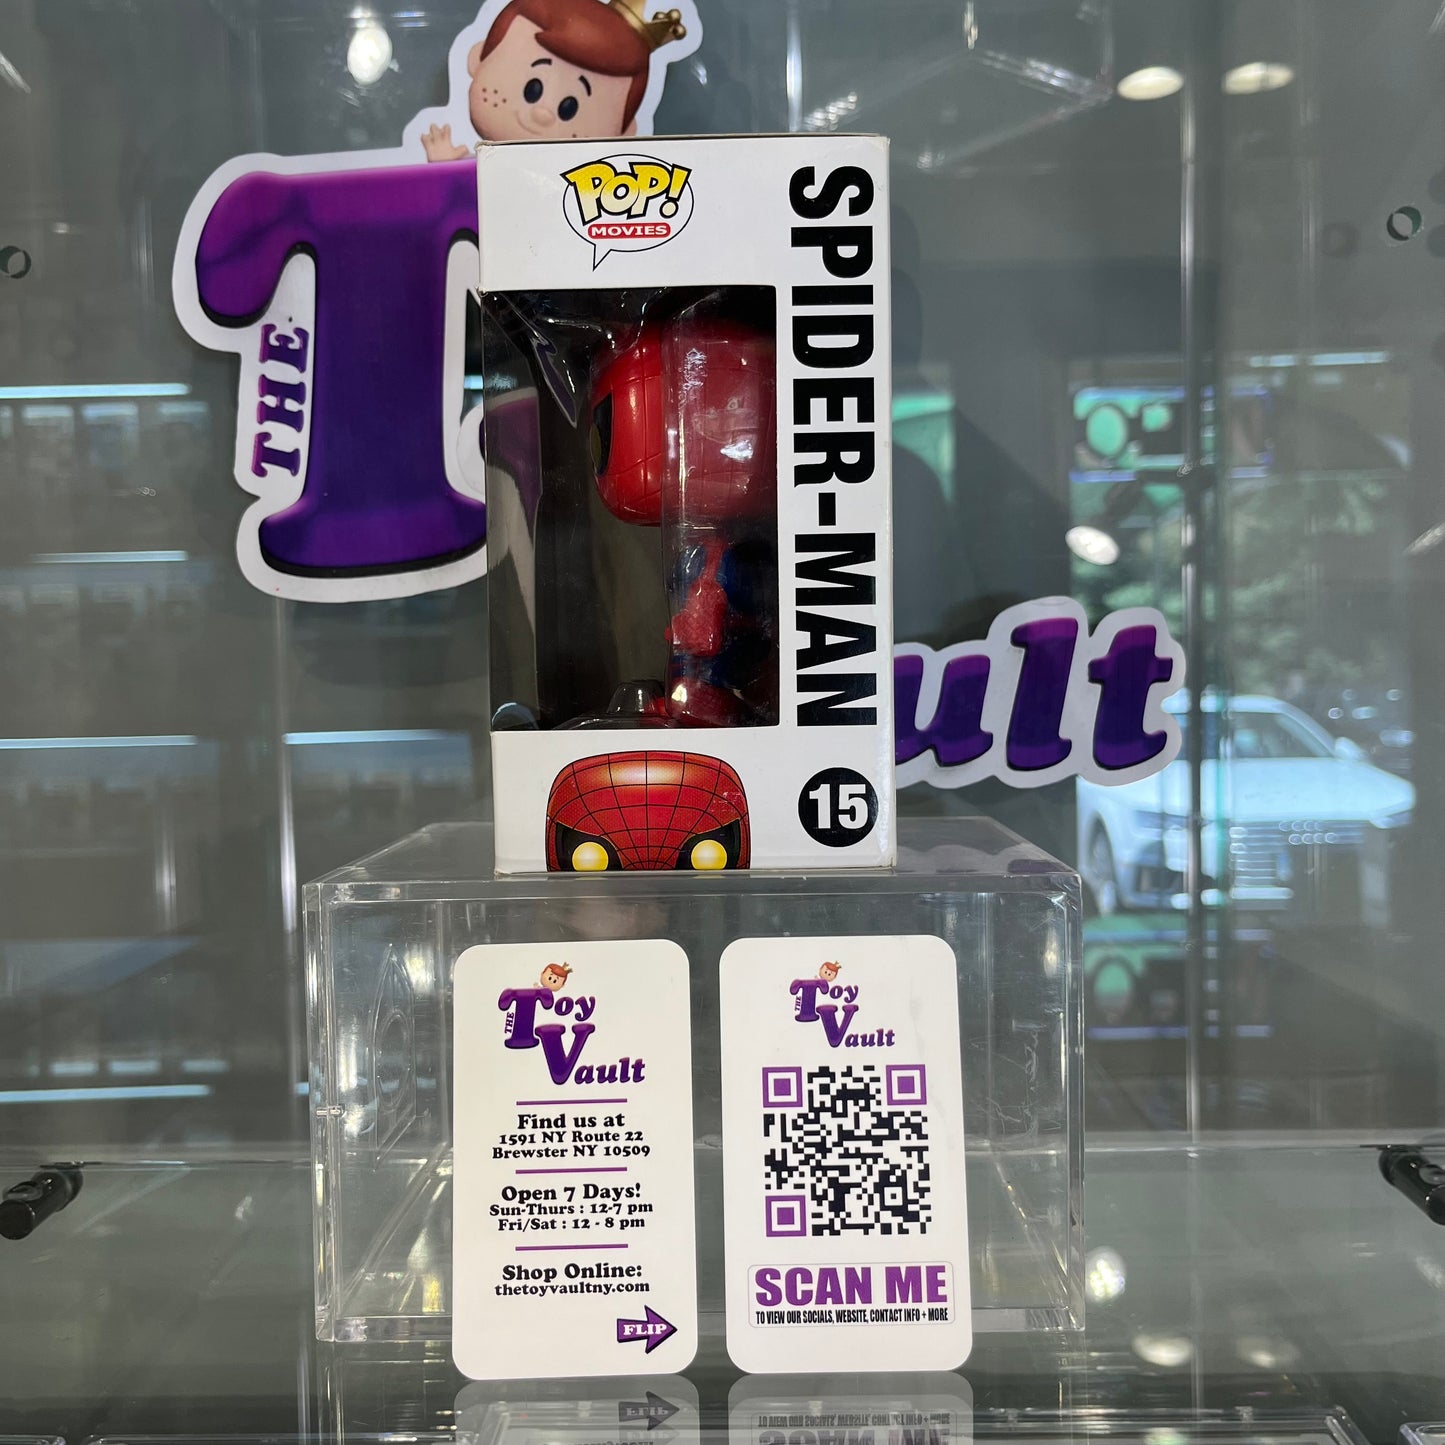 THE T
ault
POP!
MOVIES
SPIDER-MAN
15
THE Toy
Vault
Find us at
1591 NY Route 22
Brewster NY 10509
Open 7 Days!
Sun-Thurs : 12-7 pm
Fri/Sat : 12 - 8 pm
Shop Online:
thetoyvaultny.com
FLIP
THE Toy
Vault
SCAN ME
TO VIEW OUR SOCIALS, WEBSITE, CONTACT INFO + MORE